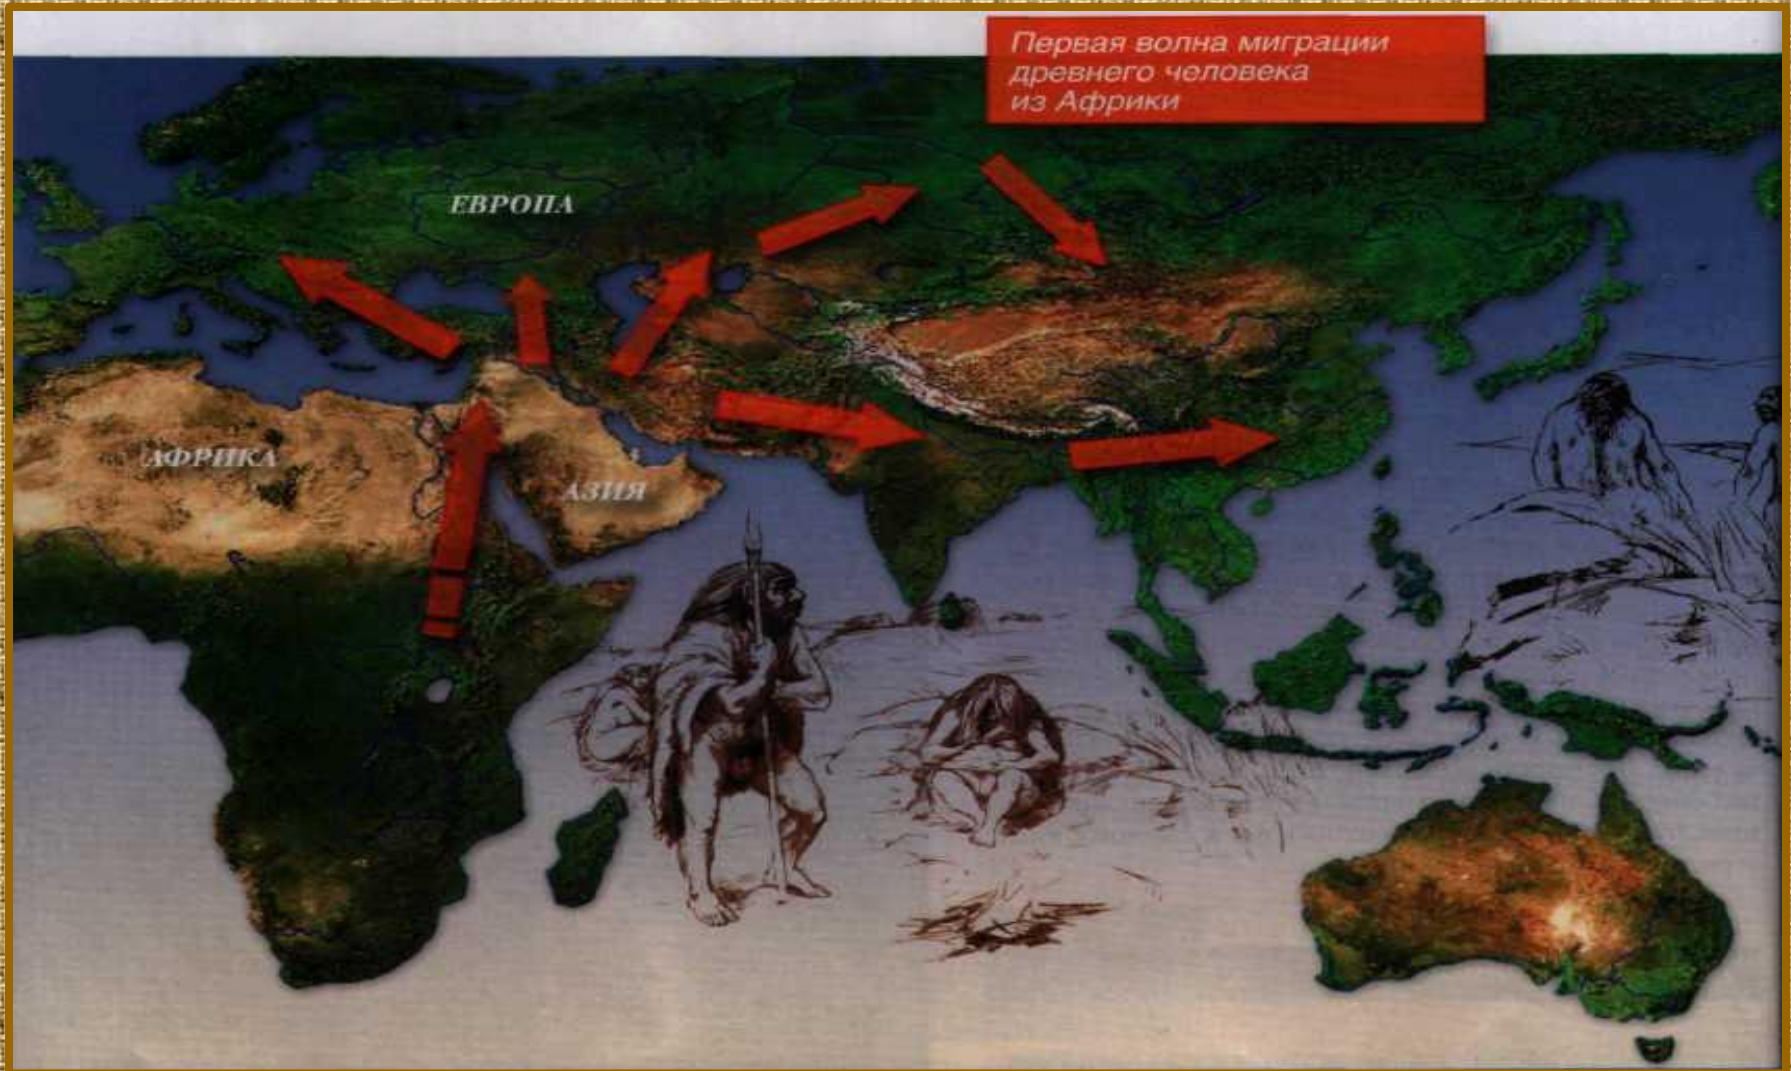 Первая волна миграции
древнего человека
из Африки
ЕВРОПА
АФРИКА
АЗИЯ